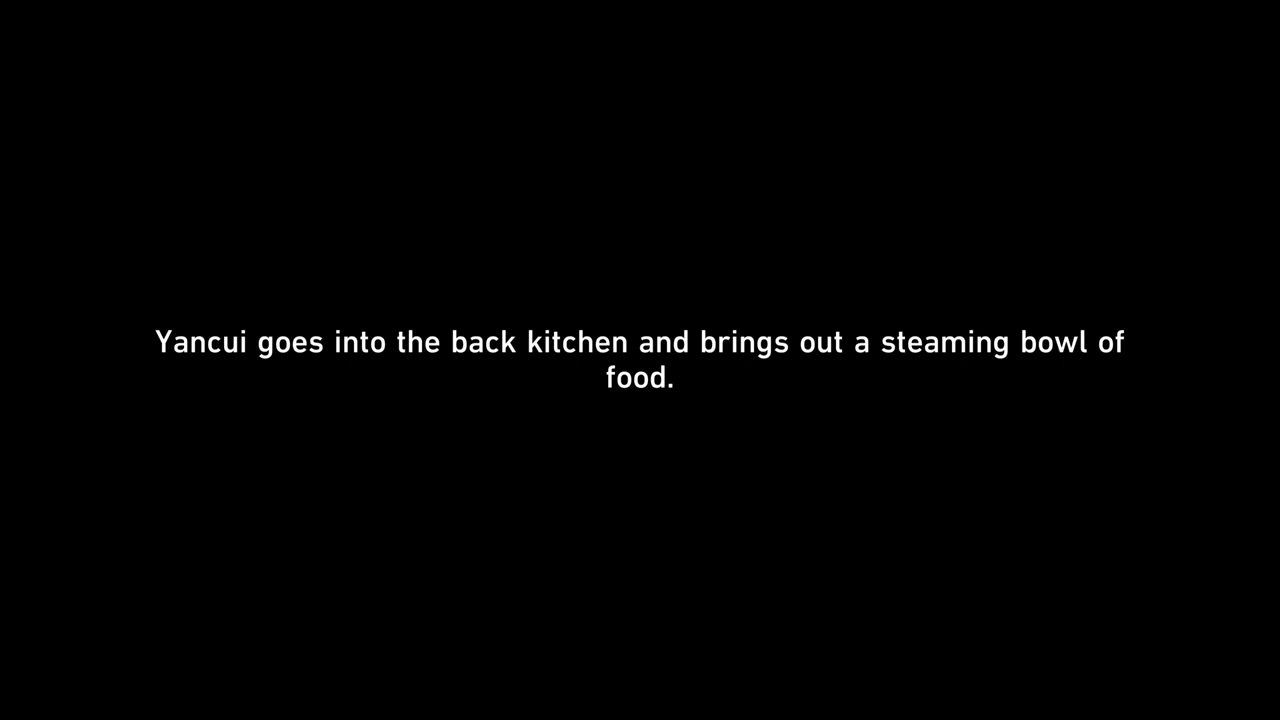 Yancui goes into the back kitchen and brings out a steaming bowl of
food.